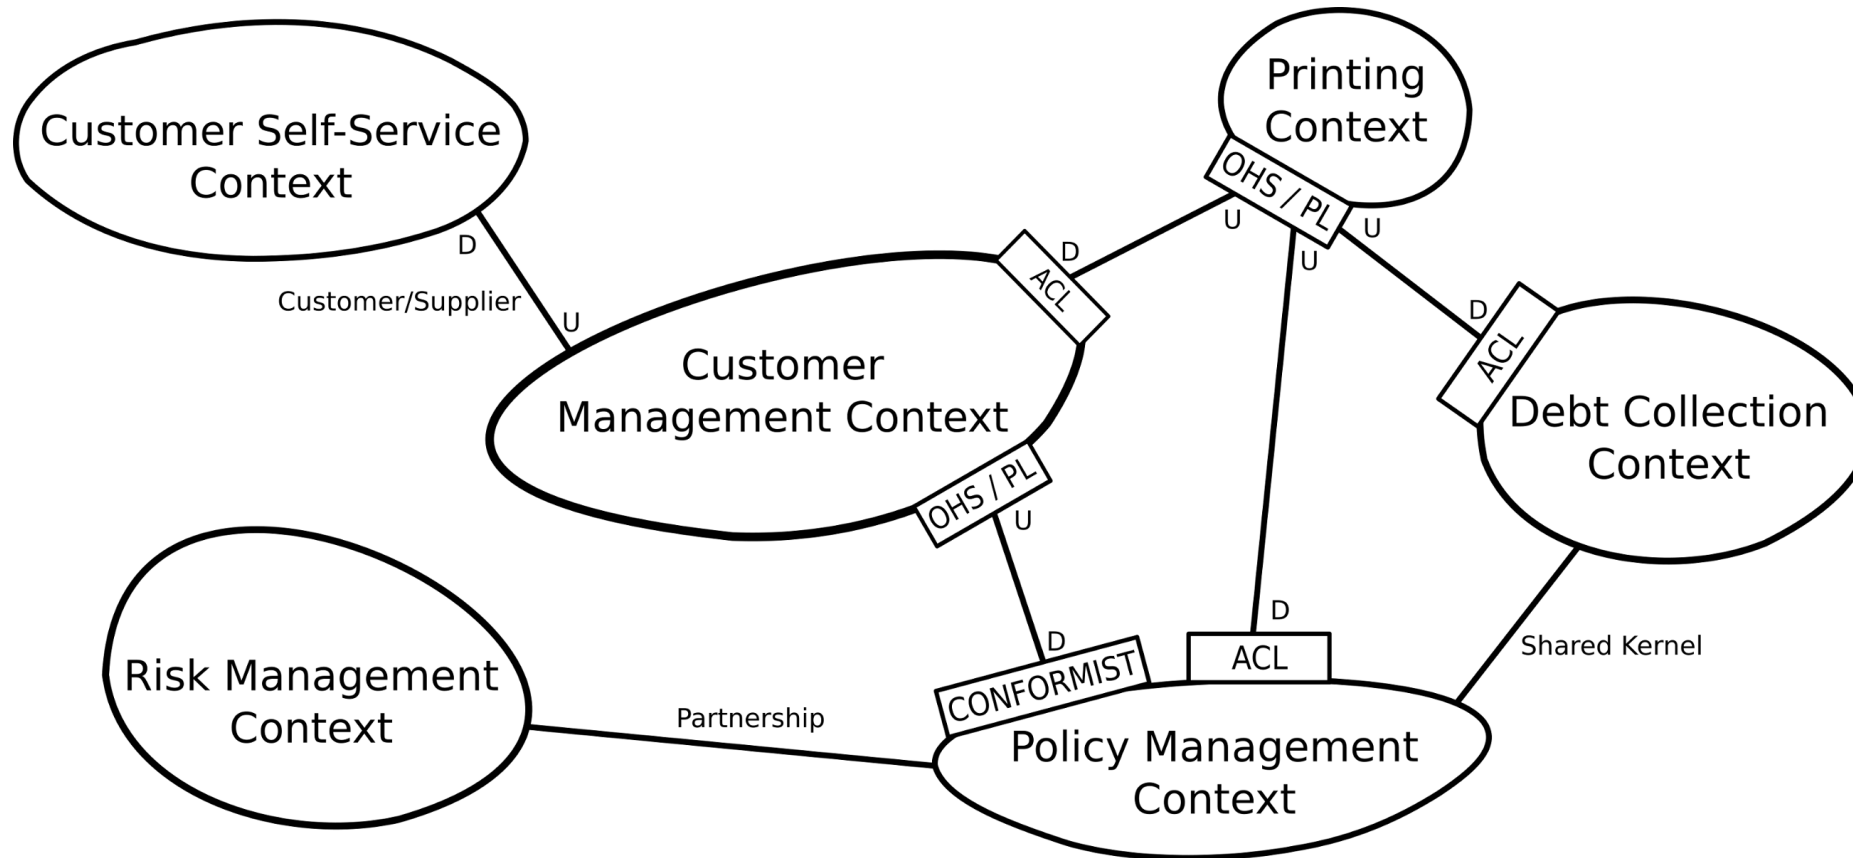 Printing
Context
OHS / PL
U
U
U
Customer Self-Service
Context
D
Customer/Supplier
U
D
ACL
Customer
Management Context
OHS / PL
U
D
ACL
Debt Collection
Context
D
CONFORMIST
D
ACL
Shared Kernel
Risk Management
Context
Partnership
Policy Management
Context